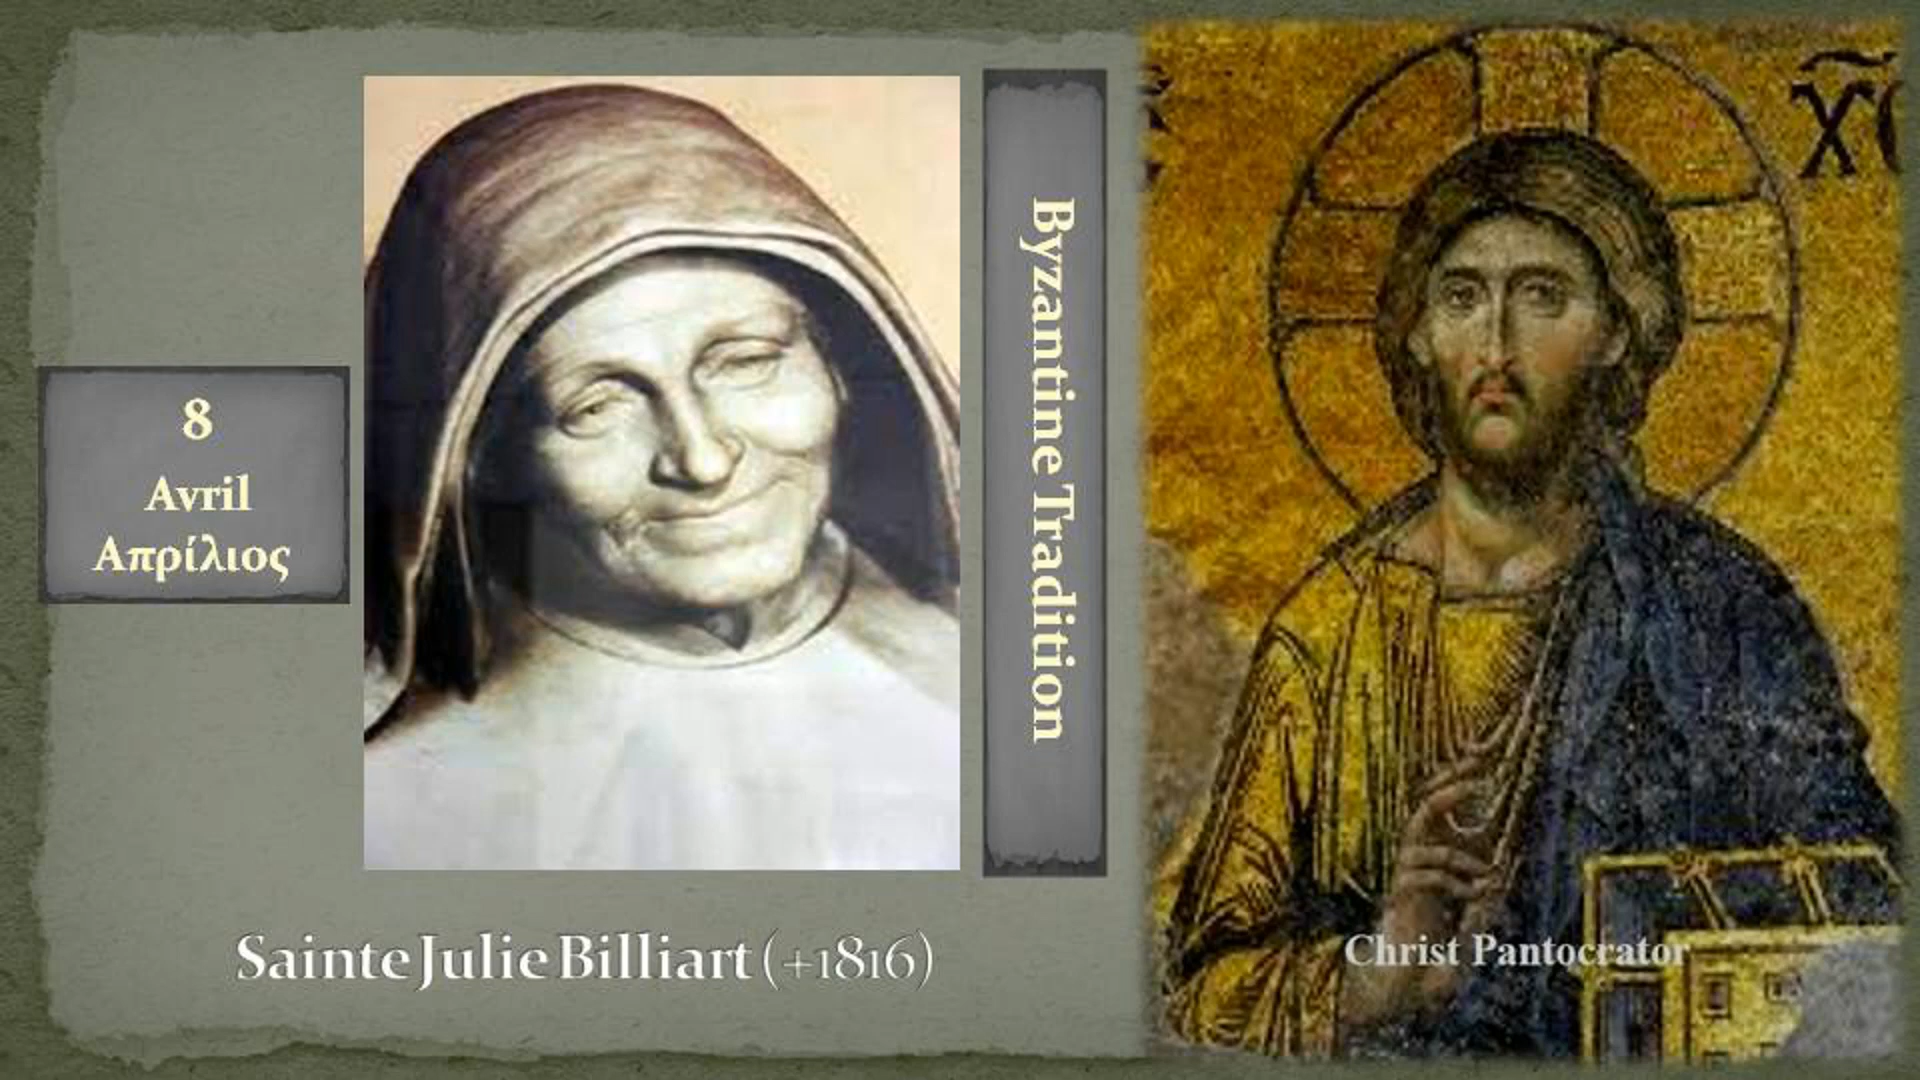 8
Avril
Απρίλιος
Byzantine Tradition
Sainte Julie Billiart (+1816)
Christ Pantocrator